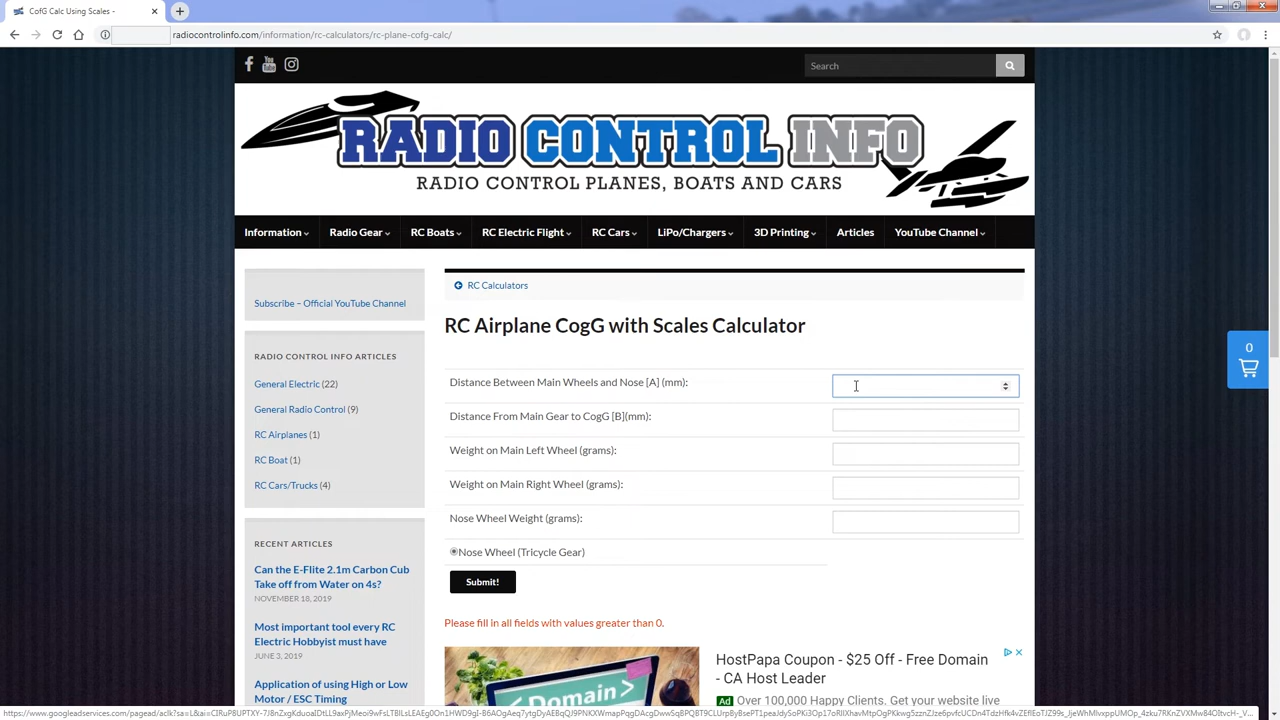 CofG Calc Using Scales -
radiocontrolinfo.com/information/rc-calculators/rc-plane-cofg-calc/
You Tube
Search
RADIO CONTROL INFO
RADIO CONTROL PLANES, BOATS AND CARS
Information
Radio Gear
RC Boats
RC Electric Flight
RC Cars
LiPo/Chargers
3D Printing
Articles
YouTube Channel
Subscribe – Official YouTube Channel
RADIO CONTROL INFO ARTICLES
General Electric (22)
General Radio Control (9)
RC Airplanes (1)
RC Boat (1)
RC Cars/Trucks (4)
RECENT ARTICLES
Can the E-Flite 2.1m Carbon Cub
Take off from Water on 4s?
NOVEMBER 18, 2019
Most important tool every RC
Electric Hobbyist must have
JUNE 3, 2019
Application of using High or Low
Motor / ESC Timing
RC Calculators
RC Airplane CogG with Scales Calculator
Distance Between Main Wheels and Nose [A] (mm):
Distance From Main Gear to CogG [B](mm):
Weight on Main Left Wheel (grams):
Weight on Main Right Wheel (grams):
Nose Wheel Weight (grams):
Nose Wheel (Tricycle Gear)
Submit!
Please fill in all fields with values greater than 0.
Domain
HostPapa Coupon - $25 Off - Free Domain
- CA Host Leader
Ad Over 100,000 Happy Clients. Get your website live
0